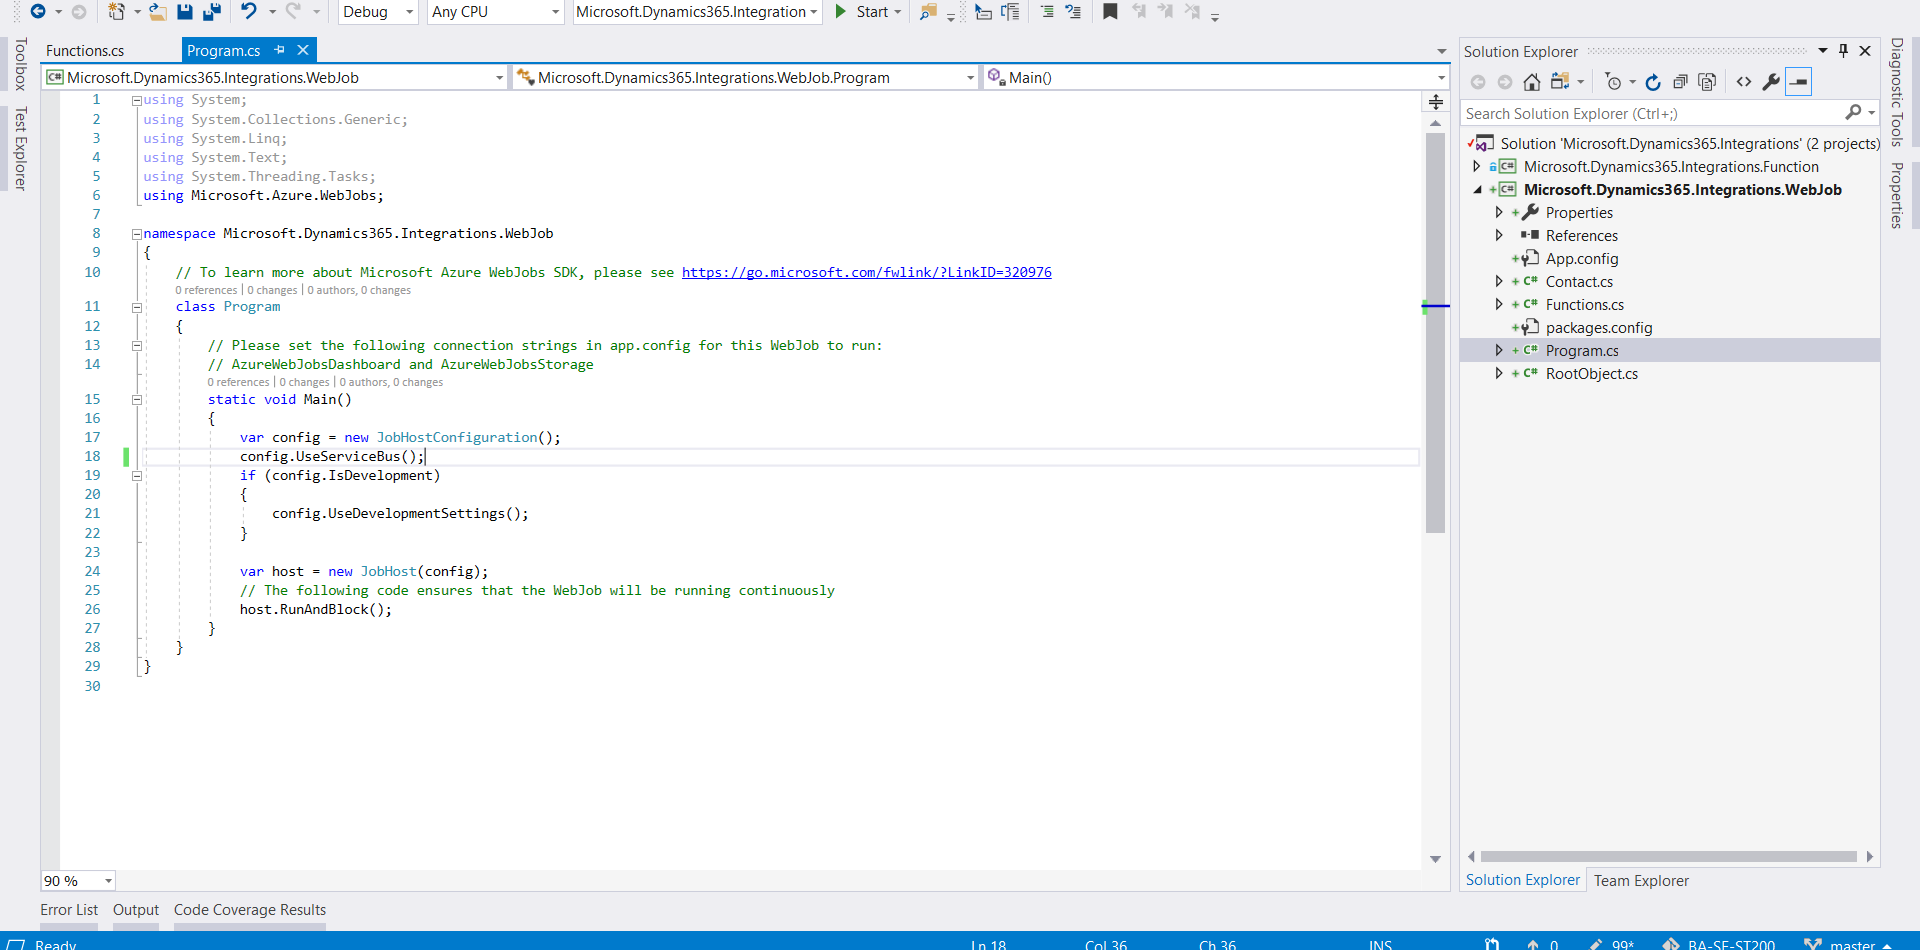 Debug
Any CPU
Microsoft.Dynamics365.Integration
Start
Toolbox
Test Explorer
Functions.cs
Program.cs
C# Microsoft.Dynamics365.Integrations.WebJob
Microsoft.Dynamics365.Integrations.WebJob.Program
Main()
1 using System;
2 using System.Collections.Generic;
3 using System.Linq;
4 using System.Text;
5 using System.Threading.Tasks;
6 using Microsoft.Azure.WebJobs;
7
8 namespace Microsoft.Dynamics365.Integrations.WebJob
9 {
10 // To learn more about Microsoft Azure WebJobs SDK, please see https://go.microsoft.com/fwlink/?LinkID=320976
0 references | 0 changes | 0 authors, 0 changes
11 class Program
12 {
13 // Please set the following connection strings in app.config for this WebJob to run:
14 // AzureWebJobsDashboard and AzureWebJobsStorage
0 references | 0 changes | 0 authors, 0 changes
15 static void Main()
16 {
17 var config = new JobHostConfiguration();
18 config.UseServiceBus();
19 if (config.IsDevelopment)
20 {
21 config.UseDevelopmentSettings();
22 }
23
24 var host = new JobHost(config);
25 // The following code ensures that the WebJob will be running continuously
26 host.RunAndBlock();
27 }
28 }
29 }
30
90 %
Error List
Output
Code Coverage Results
Solution Explorer
Search Solution Explorer (Ctrl+;)
Solution 'Microsoft.Dynamics365.Integrations' (2 projects)
C# Microsoft.Dynamics365.Integrations.Function
C# Microsoft.Dynamics365.Integrations.WebJob
Properties
References
App.config
C# Contact.cs
C# Functions.cs
packages.config
C# Program.cs
C# RootObject.cs
Solution Explorer
Team Explorer
Diagnostic Tools
Properties
Ready
Ln 18
Col 36
Ch 36
INS
0
99*
BA-SE-ST200
master